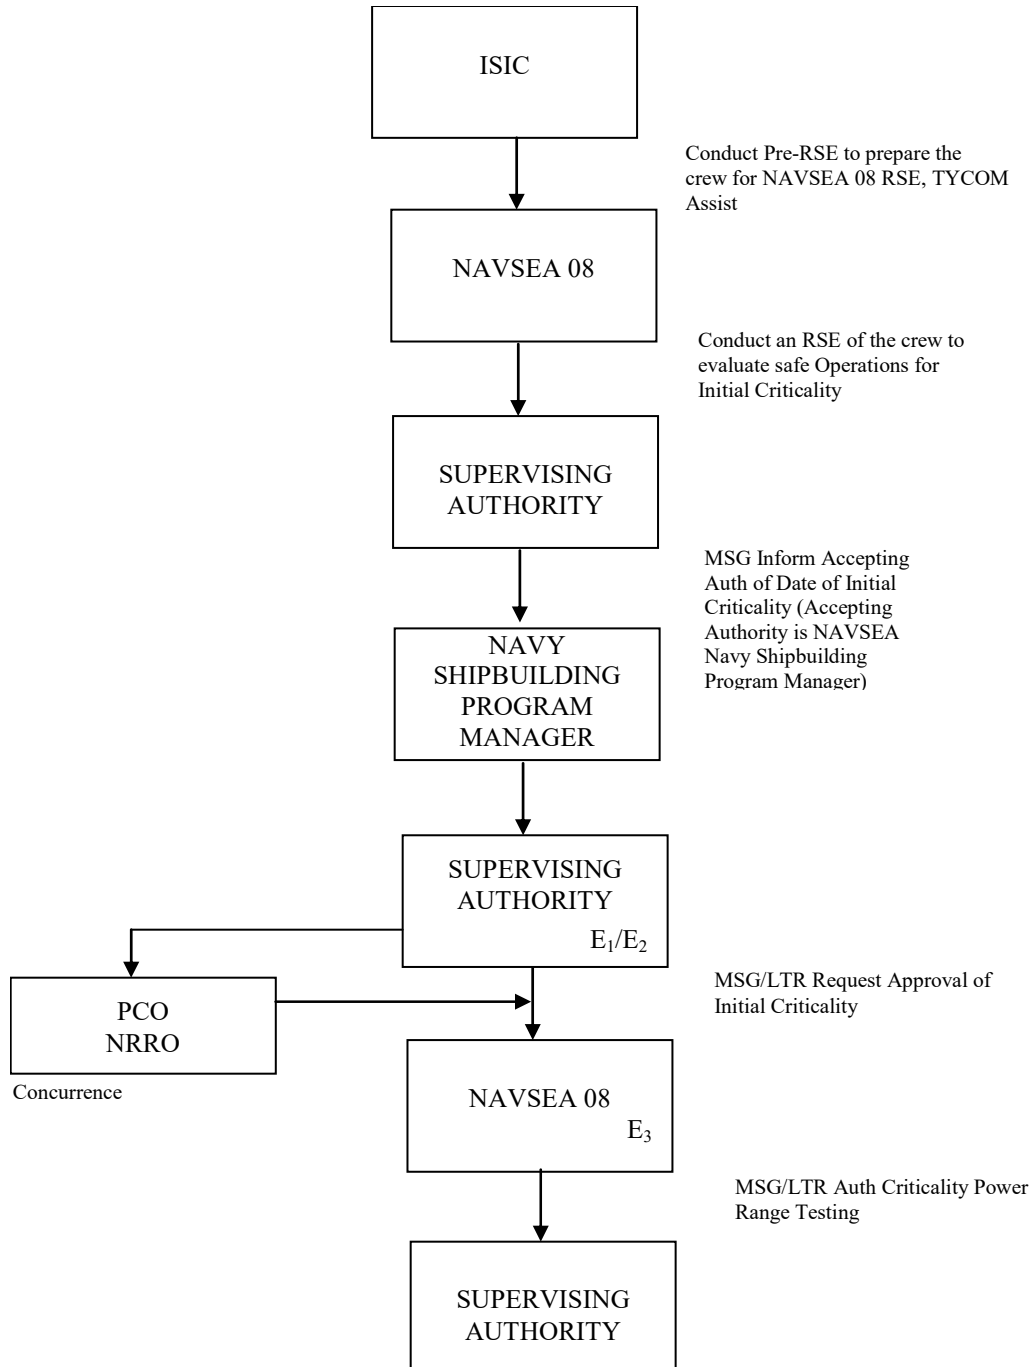 ISIC
Conduct Pre-RSE to prepare the
crew for NAVSEA 08 RSE, TYCOM
Assist
NAVSEA 08
Conduct an RSE of the crew to
evaluate safe Operations for
Initial Criticality
SUPERVISING
AUTHORITY
MSG Inform Accepting
Auth of Date of Initial
Criticality (Accepting
Authority is NAVSEA
Navy Shipbuilding
Program Manager)
NAVY
SHIPBUILDING
PROGRAM
MANAGER
SUPERVISING
AUTHORITY
E₁/E₂
MSG/LTR Request Approval of
Initial Criticality
PCO
NRRO
Concurrence
NAVSEA 08
E₃
MSG/LTR Auth Criticality Power
Range Testing
SUPERVISING
AUTHORITY